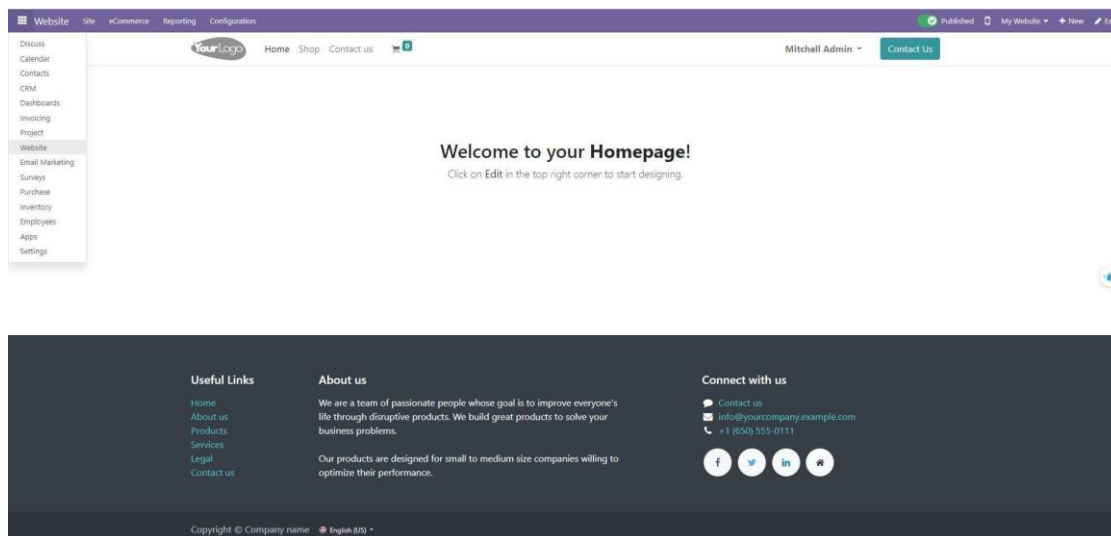 Website Site eCommerce Reporting Configuration
Published My Website + New
Discuss
Calendar
Contacts
CRM
Dashboards
Invoicing
Project
Website
Email Marketing
Surveys
Purchase
Inventory
Employees
Apps
Settings
YourLogo Home Shop Contact us 0
Mitchell Admin Contact Us
Welcome to your Homepage!
Click on Edit in the top right corner to start designing.
Useful Links
Home
About us
Products
Services
Legal
Contact us
About us
We are a team of passionate people whose goal is to improve everyone's
life through disruptive products. We build great products to solve your
business problems.
Our products are designed for small to medium size companies willing to
optimize their performance.
Connect with us
Contact us
info@yourcompany.example.com
+1 (650) 555-0111
f in
Copyright © Company name English (US)